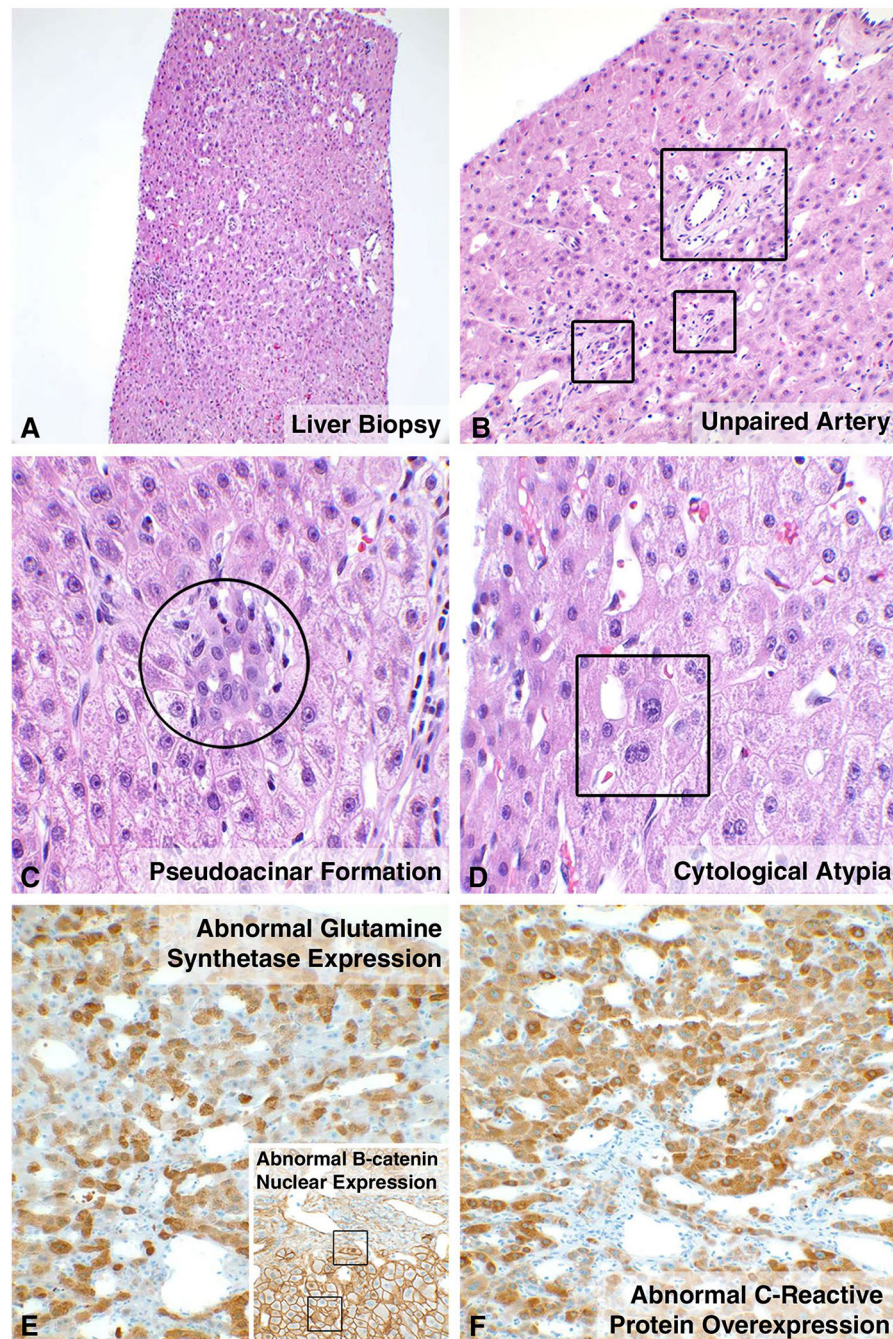 A
Liver Biopsy
B
Unpaired Artery
C
Pseudoacinar Formation
D
Cytological Atypia
Abnormal Glutamine
Synthetase Expression
Abnormal B-catenin
Nuclear Expression
E
F
Abnormal C-Reactive
Protein Overexpression